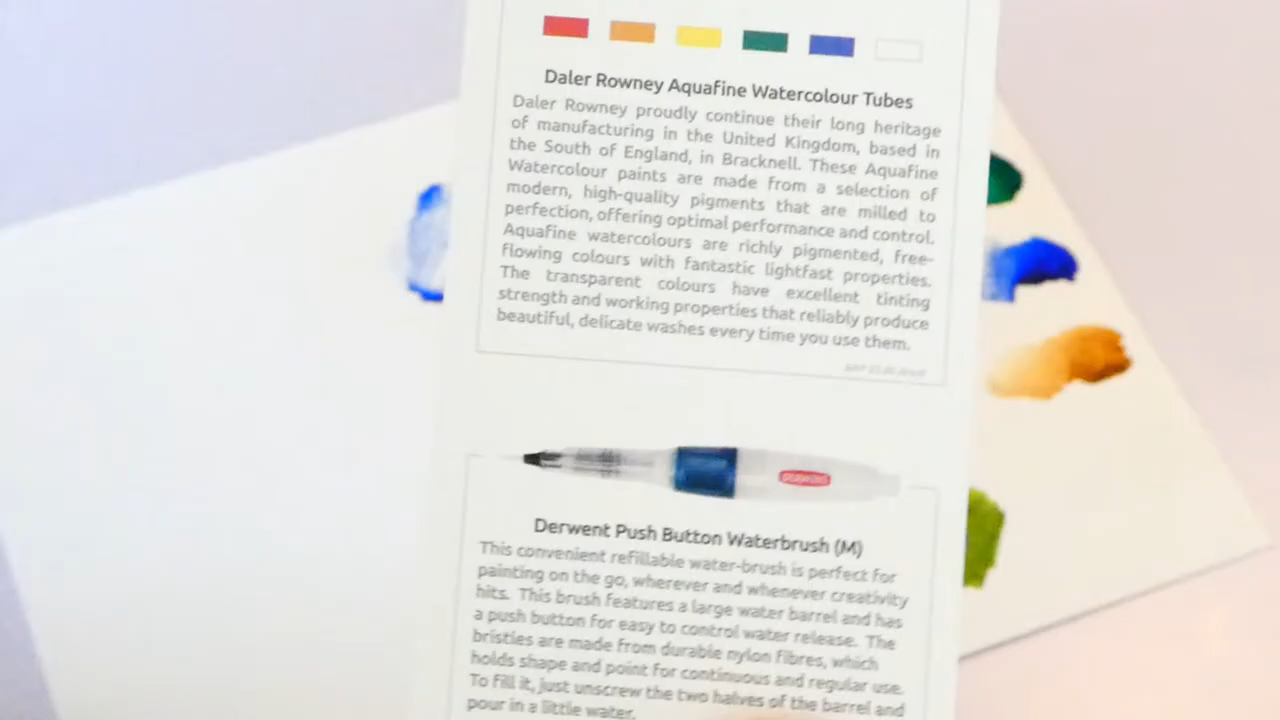 Daler Rowney Aquafine Watercolour Tubes
Daler Rowney proudly continue their long heritage
of manufacturing in the United Kingdom, based in
the South of England, in Bracknell. These Aquafine
Watercolour paints are made from a selection of
modern, high-quality pigments that are milled to
perfection, offering optimal performance and control.
Aquafine watercolours are richly pigmented, free-
flowing colours with fantastic lightfast properties.
The transparent colours have excellent tinting
strength and working properties that reliably produce
beautiful, delicate washes every time you use them.
Derwent Push Button Waterbrush (M)
This convenient refillable water-brush is perfect for
painting on the go, wherever and whenever creativity
hits. This brush features a large water barrel and has
a push button for easy to control water release. The
bristles are made from durable nylon fibres, which
holds shape and point for continuous and regular use.
To fill it, just unscrew the two halves of the barrel and
pour in a little water.